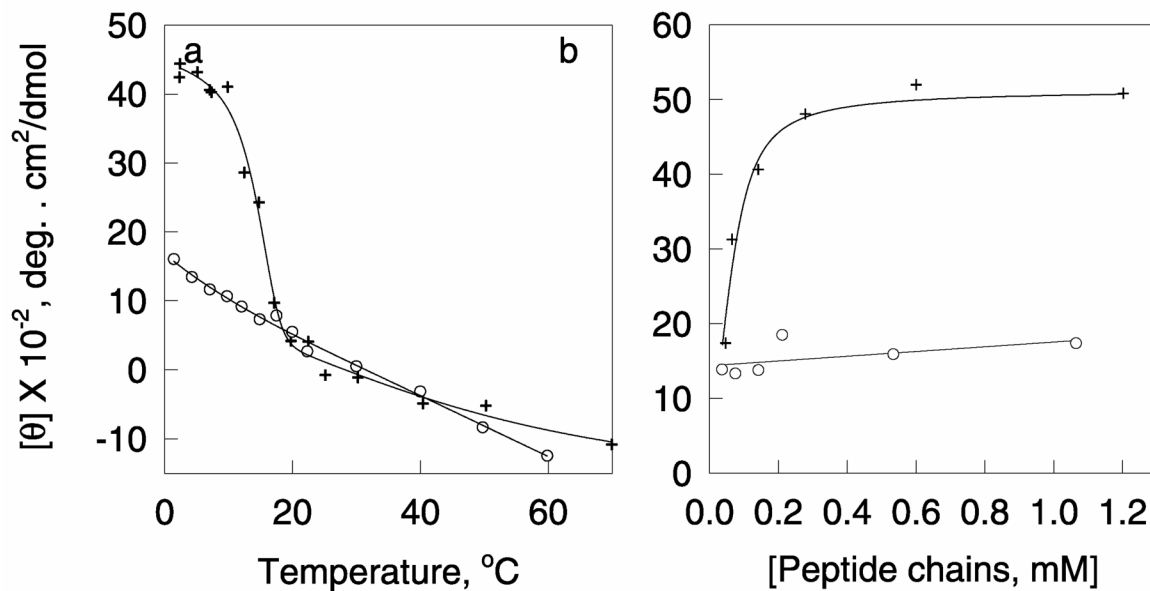 [θ] X 10⁻², deg. . cm²/dmol
50
40
30
20
10
0
-10
a
b
0 20 40 60
Temperature, °C
60
50
40
30
20
10
0
0.0 0.2 0.4 0.6 0.8 1.0 1.2
[Peptide chains, mM]